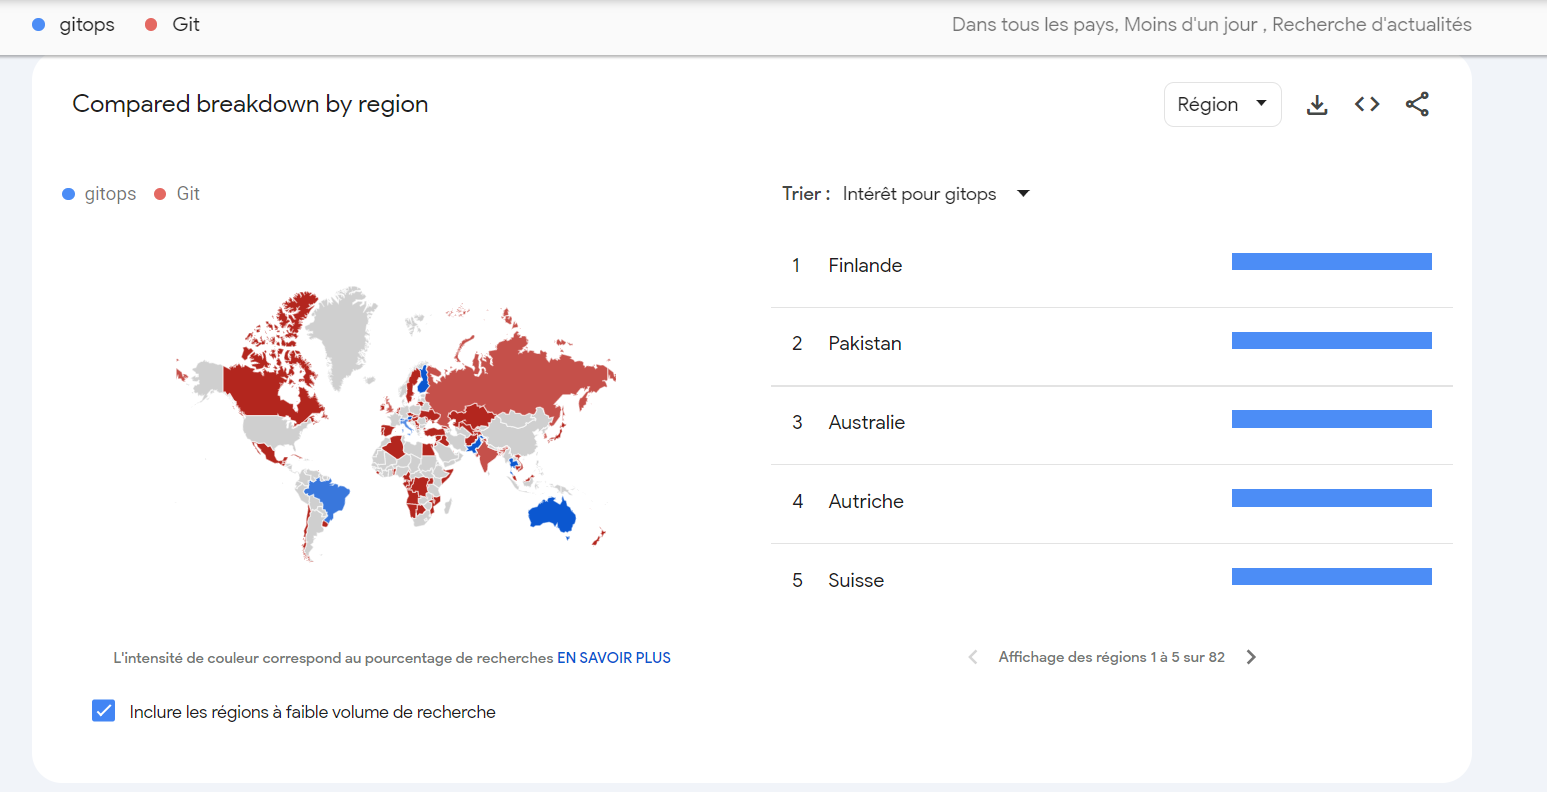 gitops Git Dans tous les pays, Moins d'un jour , Recherche d'actualités
Compared breakdown by region Région
gitops Git
Trier : Intérêt pour gitops
1 Finlande
2 Pakistan
3 Australie
4 Autriche
5 Suisse
L'intensité de couleur correspond au pourcentage de recherches EN SAVOIR PLUS
Affichage des régions 1 à 5 sur 82
Inclure les régions à faible volume de recherche